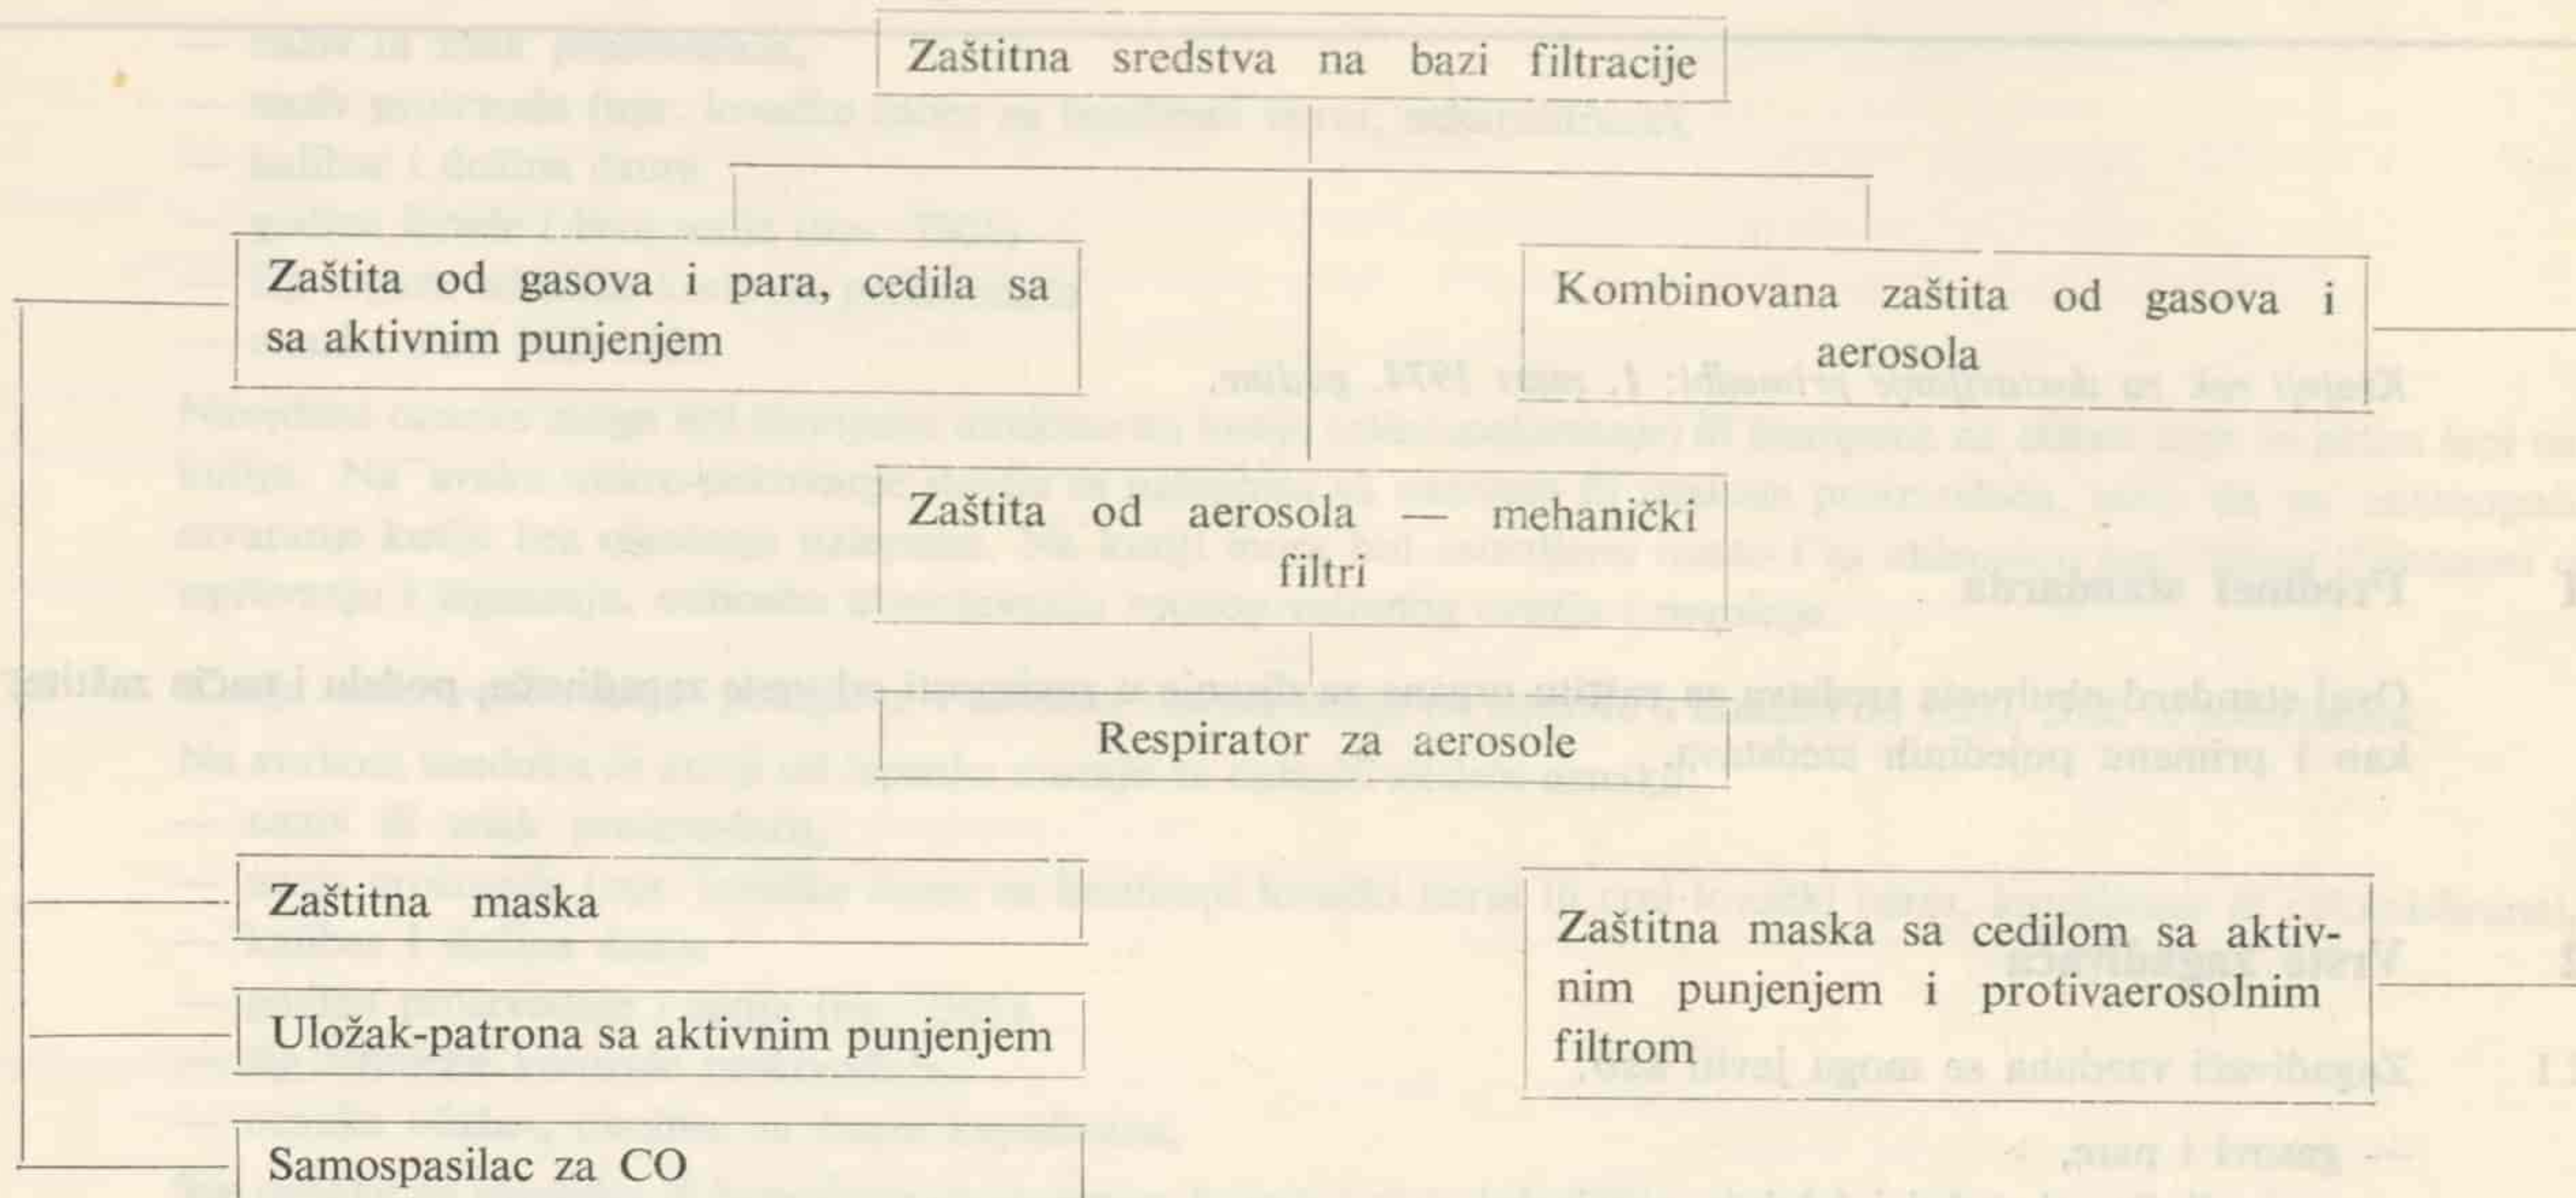 Zaštitna sredstva na bazi filtracije
Zaštita od gasova i para, cedila sa
sa aktivnim punjenjem
Kombinovana zaštita od gasova i
aerosola
Zaštita od aerosola — mehanički
filtri
Respirator za aerosole
Zaštitna maska
Uložak-patrona sa aktivnim punjenjem
Samospasilac za CO
Zaštitna maska sa cedilom sa aktiv-
nim punjenjem i protivaerosolnim
filtrom